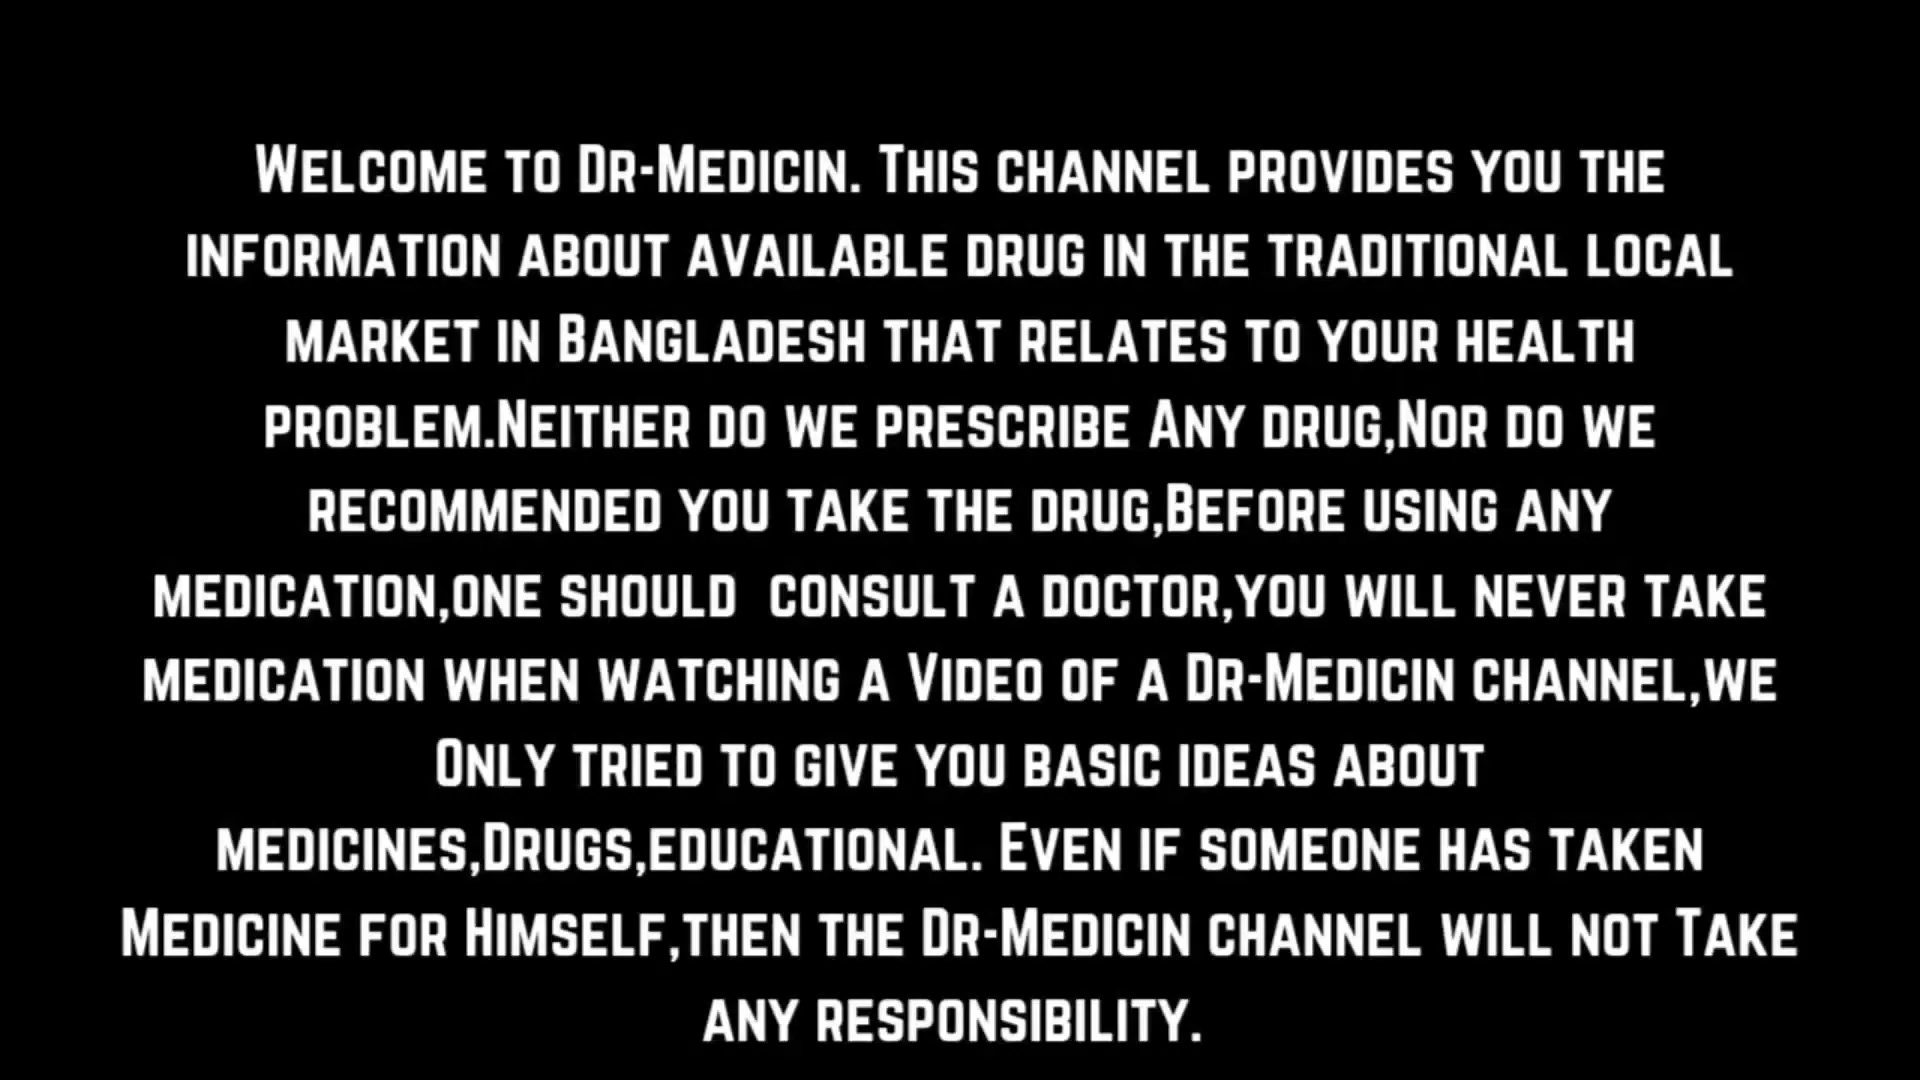 Welcome to Dr-Medicin. This channel provides you the
information about available drug in the traditional local
market in Bangladesh that relates to your health
problem.Neither do we prescribe Any drug,Nor do we
recommended you take the drug,Before using any
medication,one should  consult a doctor,you will never take
medication when watching a Video of a Dr-Medicin channel,we
Only tried to give you basic ideas about
medicines,Drugs,educational. Even if someone has taken
Medicine for Himself,then the Dr-Medicin channel will not Take
any responsibility.